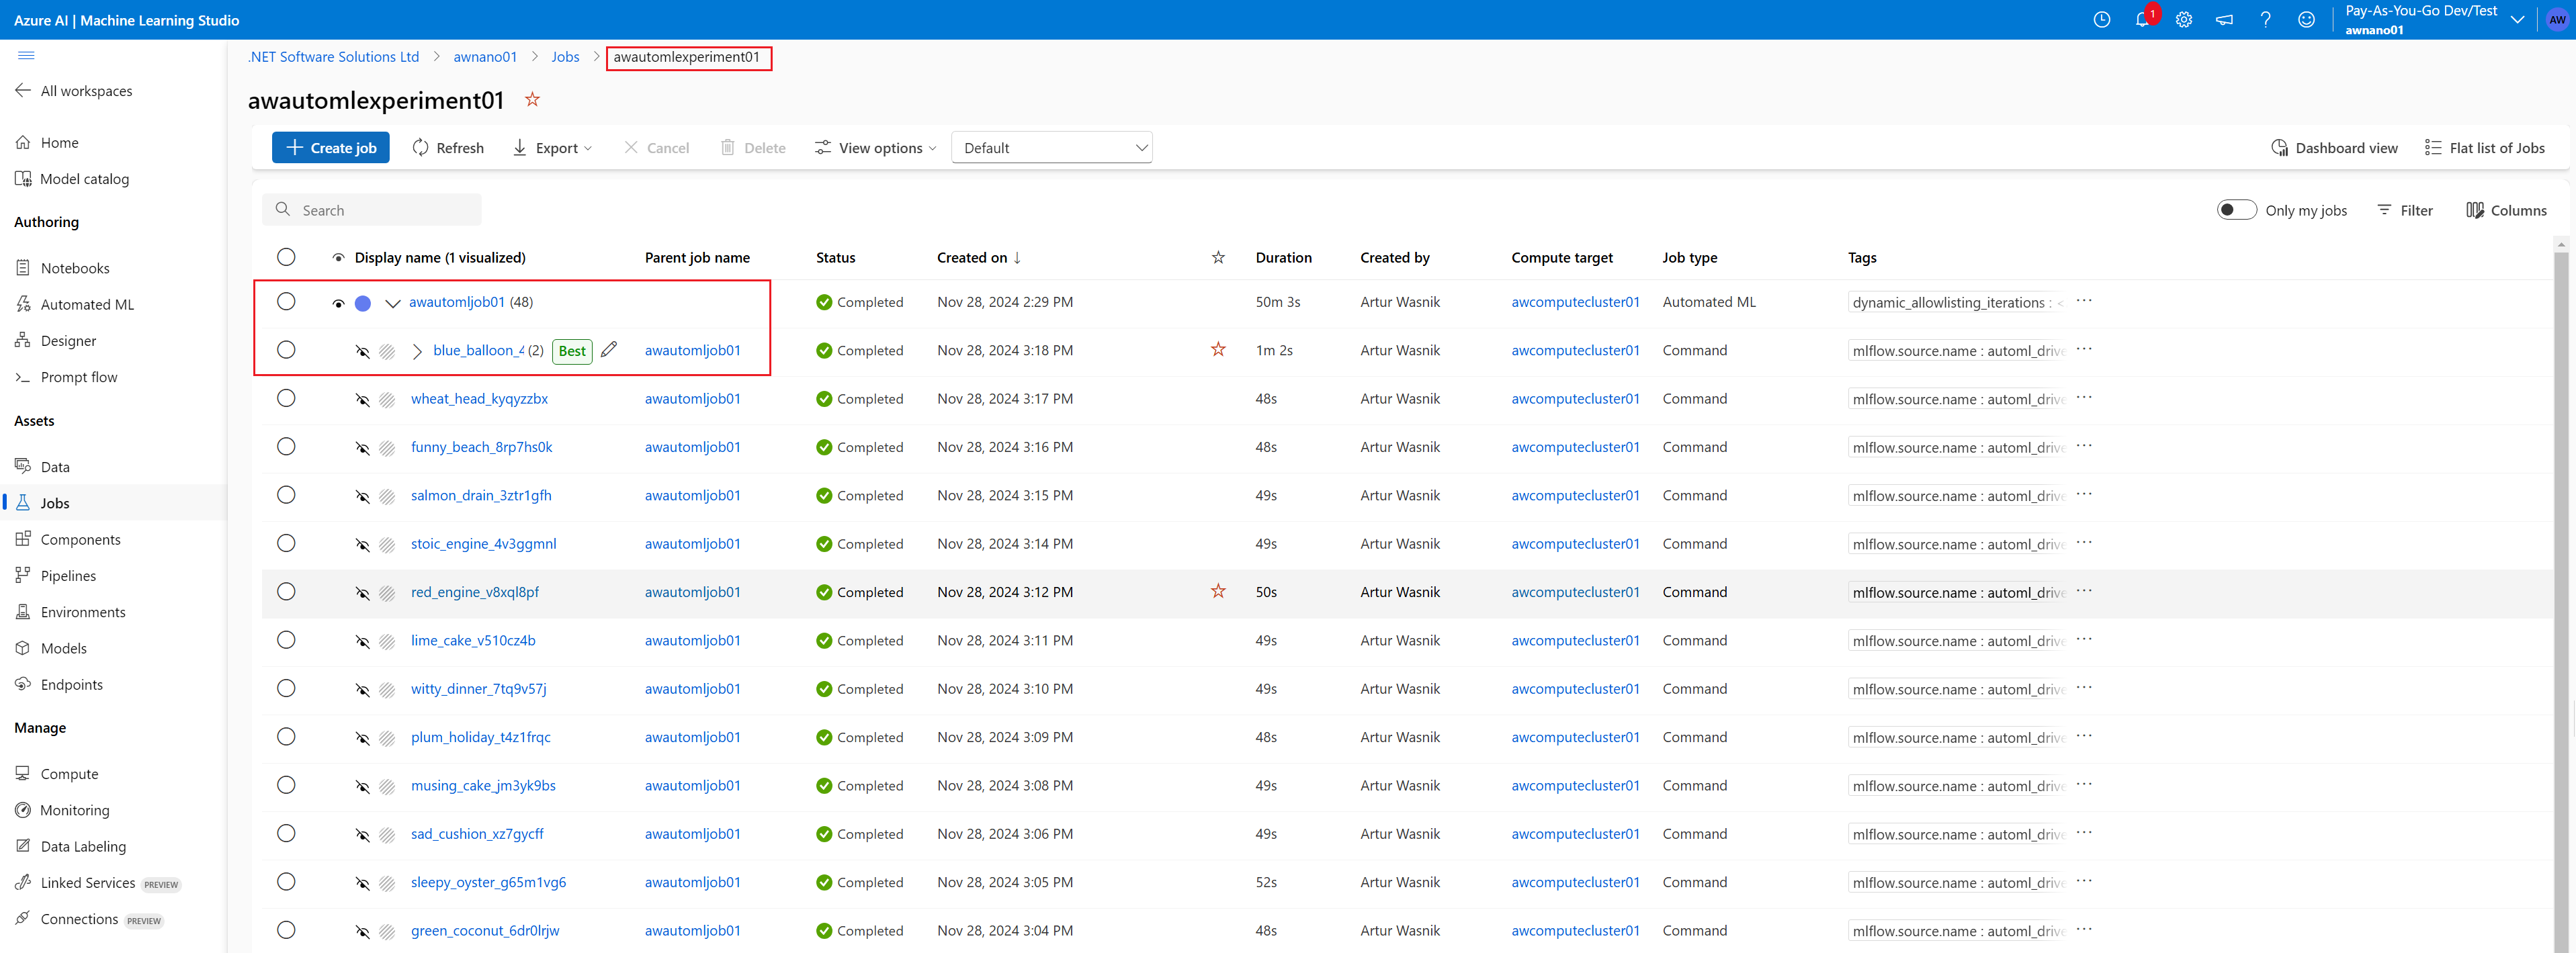 Azure AI | Machine Learning Studio
1
Pay-As-You-Go Dev/Test
awnano01
AW
.NET Software Solutions Ltd > awnano01 > Jobs > awautomlexperiment01
All workspaces
Home
Model catalog
Authoring
Notebooks
Automated ML
Designer
Prompt flow
Assets
Data
Jobs
Components
Pipelines
Environments
Models
Endpoints
Manage
Compute
Monitoring
Data Labeling
Linked Services PREVIEW
Connections PREVIEW
awautomlexperiment01
Create job Refresh Export Cancel Delete View options Default Dashboard view Flat list of Jobs
Search Only my jobs Filter Columns
Display name (1 visualized) Parent job name Status Created on ↓ Duration Created by Compute target Job type Tags
awautomljob01 (48) Completed Nov 28, 2024 2:29 PM 50m 3s Artur Wasnik awcomputecluster01 Automated ML dynamic_allowlisting_iterations : < ...
blue_balloon_4 (2) Best awautomljob01 Completed Nov 28, 2024 3:18 PM 1m 2s Artur Wasnik awcomputecluster01 Command mlflow.source.name : automl_drive ...
wheat_head_kyqyzzbx awautomljob01 Completed Nov 28, 2024 3:17 PM 48s Artur Wasnik awcomputecluster01 Command mlflow.source.name : automl_drive ...
funny_beach_8rp7hs0k awautomljob01 Completed Nov 28, 2024 3:16 PM 48s Artur Wasnik awcomputecluster01 Command mlflow.source.name : automl_drive ...
salmon_drain_3ztr1gfh awautomljob01 Completed Nov 28, 2024 3:15 PM 49s Artur Wasnik awcomputecluster01 Command mlflow.source.name : automl_drive ...
stoic_engine_4v3ggmnl awautomljob01 Completed Nov 28, 2024 3:14 PM 49s Artur Wasnik awcomputecluster01 Command mlflow.source.name : automl_drive ...
red_engine_v8xql8pf awautomljob01 Completed Nov 28, 2024 3:12 PM 50s Artur Wasnik awcomputecluster01 Command mlflow.source.name : automl_drive ...
lime_cake_v510cz4b awautomljob01 Completed Nov 28, 2024 3:11 PM 49s Artur Wasnik awcomputecluster01 Command mlflow.source.name : automl_drive ...
witty_dinner_7tq9v57j awautomljob01 Completed Nov 28, 2024 3:10 PM 49s Artur Wasnik awcomputecluster01 Command mlflow.source.name : automl_drive ...
plum_holiday_t4z1frqc awautomljob01 Completed Nov 28, 2024 3:09 PM 48s Artur Wasnik awcomputecluster01 Command mlflow.source.name : automl_drive ...
musing_cake_jm3yk9bs awautomljob01 Completed Nov 28, 2024 3:08 PM 49s Artur Wasnik awcomputecluster01 Command mlflow.source.name : automl_drive ...
sad_cushion_xz7gycff awautomljob01 Completed Nov 28, 2024 3:06 PM 49s Artur Wasnik awcomputecluster01 Command mlflow.source.name : automl_drive ...
sleepy_oyster_g65m1vg6 awautomljob01 Completed Nov 28, 2024 3:05 PM 52s Artur Wasnik awcomputecluster01 Command mlflow.source.name : automl_drive ...
green_coconut_6dr0lrjw awautomljob01 Completed Nov 28, 2024 3:04 PM 48s Artur Wasnik awcomputecluster01 Command mlflow.source.name : automl_drive ...